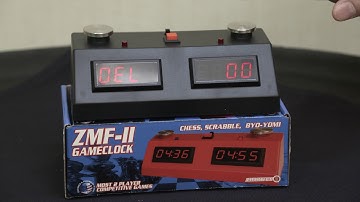 DEL 00
ZMF-II
GAMECLOCK
CHESS, SCRABBLE, BYO-YOMI
04:36 04:55
MOST 2 PLAYER
COMPETITIVE GAMES